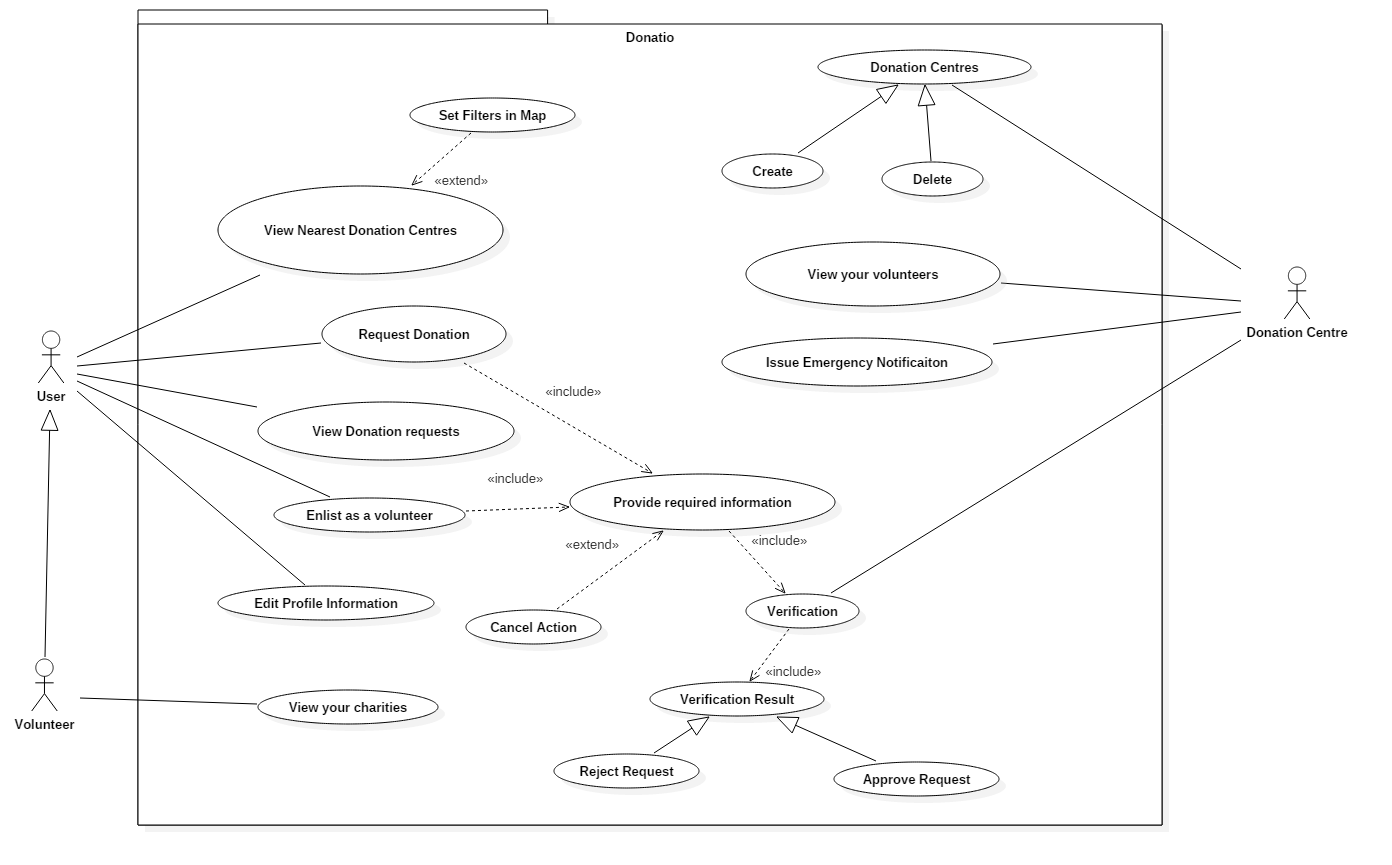 Donatio
Donation Centres
Set Filters in Map
Create
Delete
«extend»
View Nearest Donation Centres
View your volunteers
Donation Centre
Request Donation
Issue Emergency Notificaiton
User
«include»
View Donation requests
«include»
Provide required information
Enlist as a volunteer
«extend»
«include»
Edit Profile Information
Verification
Cancel Action
«include»
Verification Result
View your charities
Volunteer
Reject Request
Approve Request